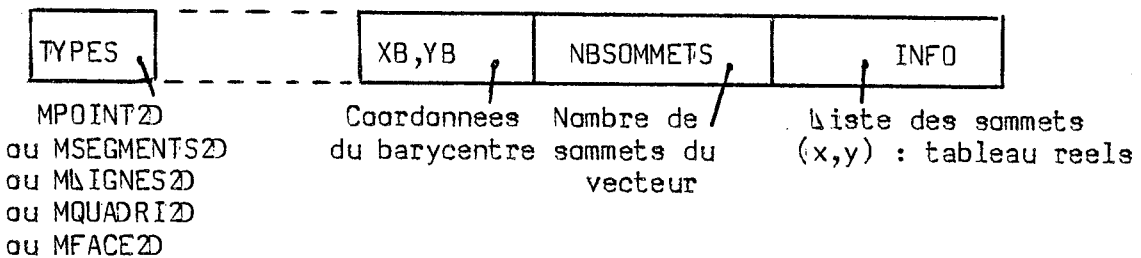 TYPES XB,YB NBSOMMETS INFO
MPOINT2D Coordonnees Nombre de Liste des sommets
ou MSEGMENTS2D du barycentre sommets du (x,y) : tableau reels
ou MLIGNES2D vecteur
ou MQUADRI2D
ou MFACE2D